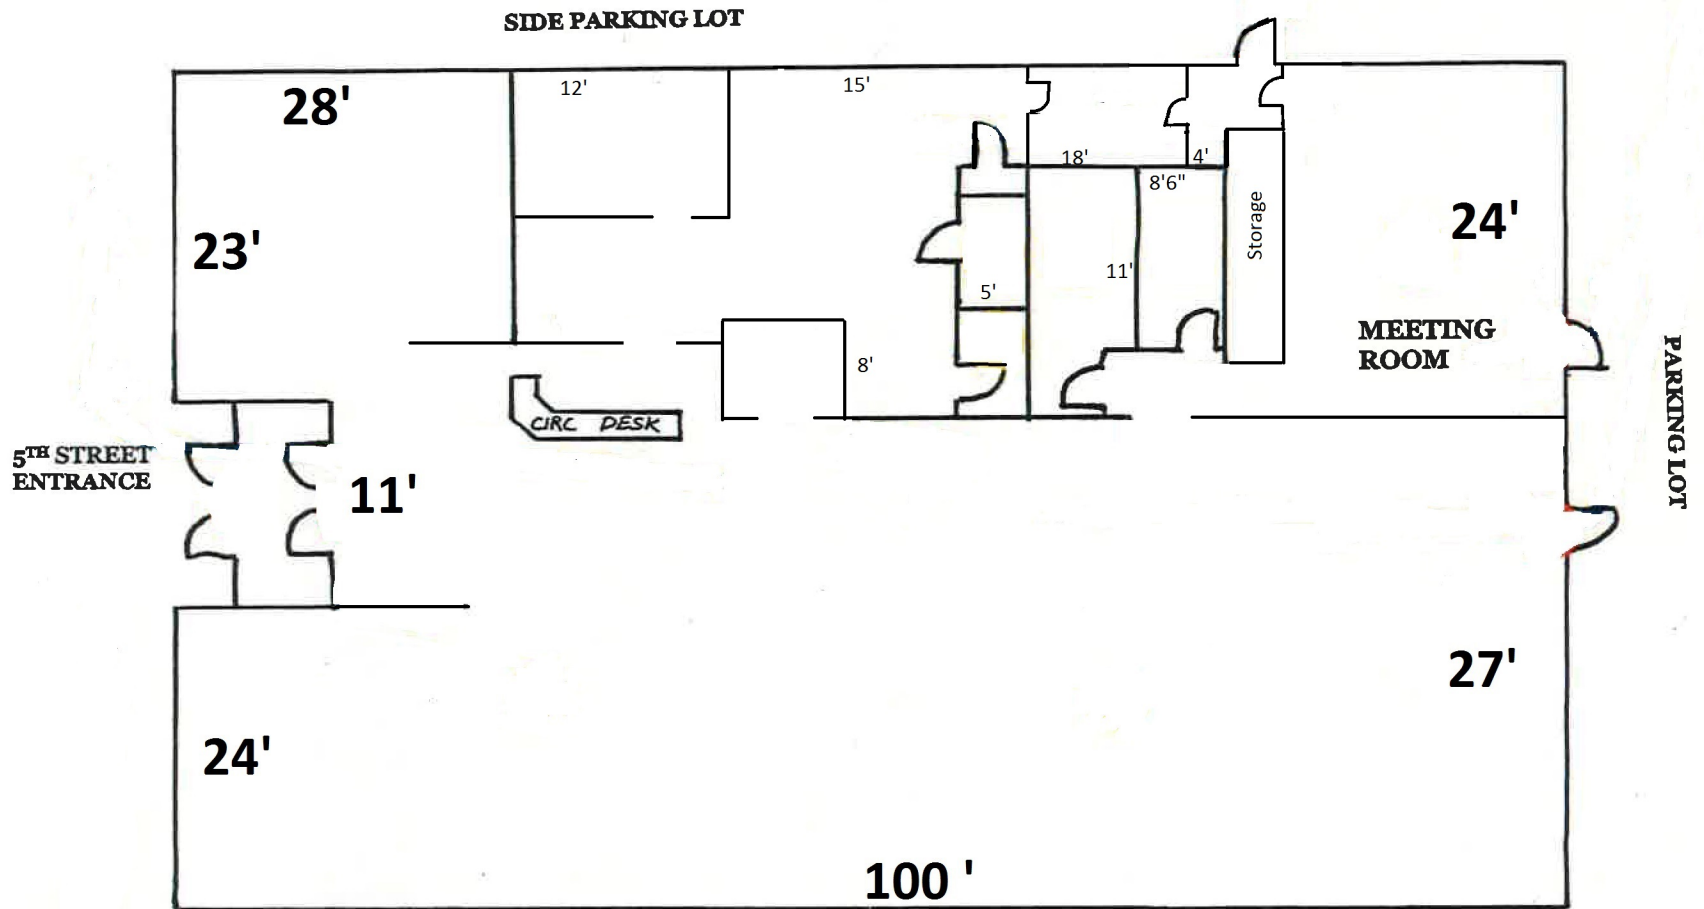 SIDE PARKING LOT
28'
12'
15'
18'
4'
8'6"
Storage
24'
23'
11'
5'
MEETING
ROOM
8'
PARKING LOT
CIRC DESK
5TH STREET
ENTRANCE
11'
27'
24'
100 '